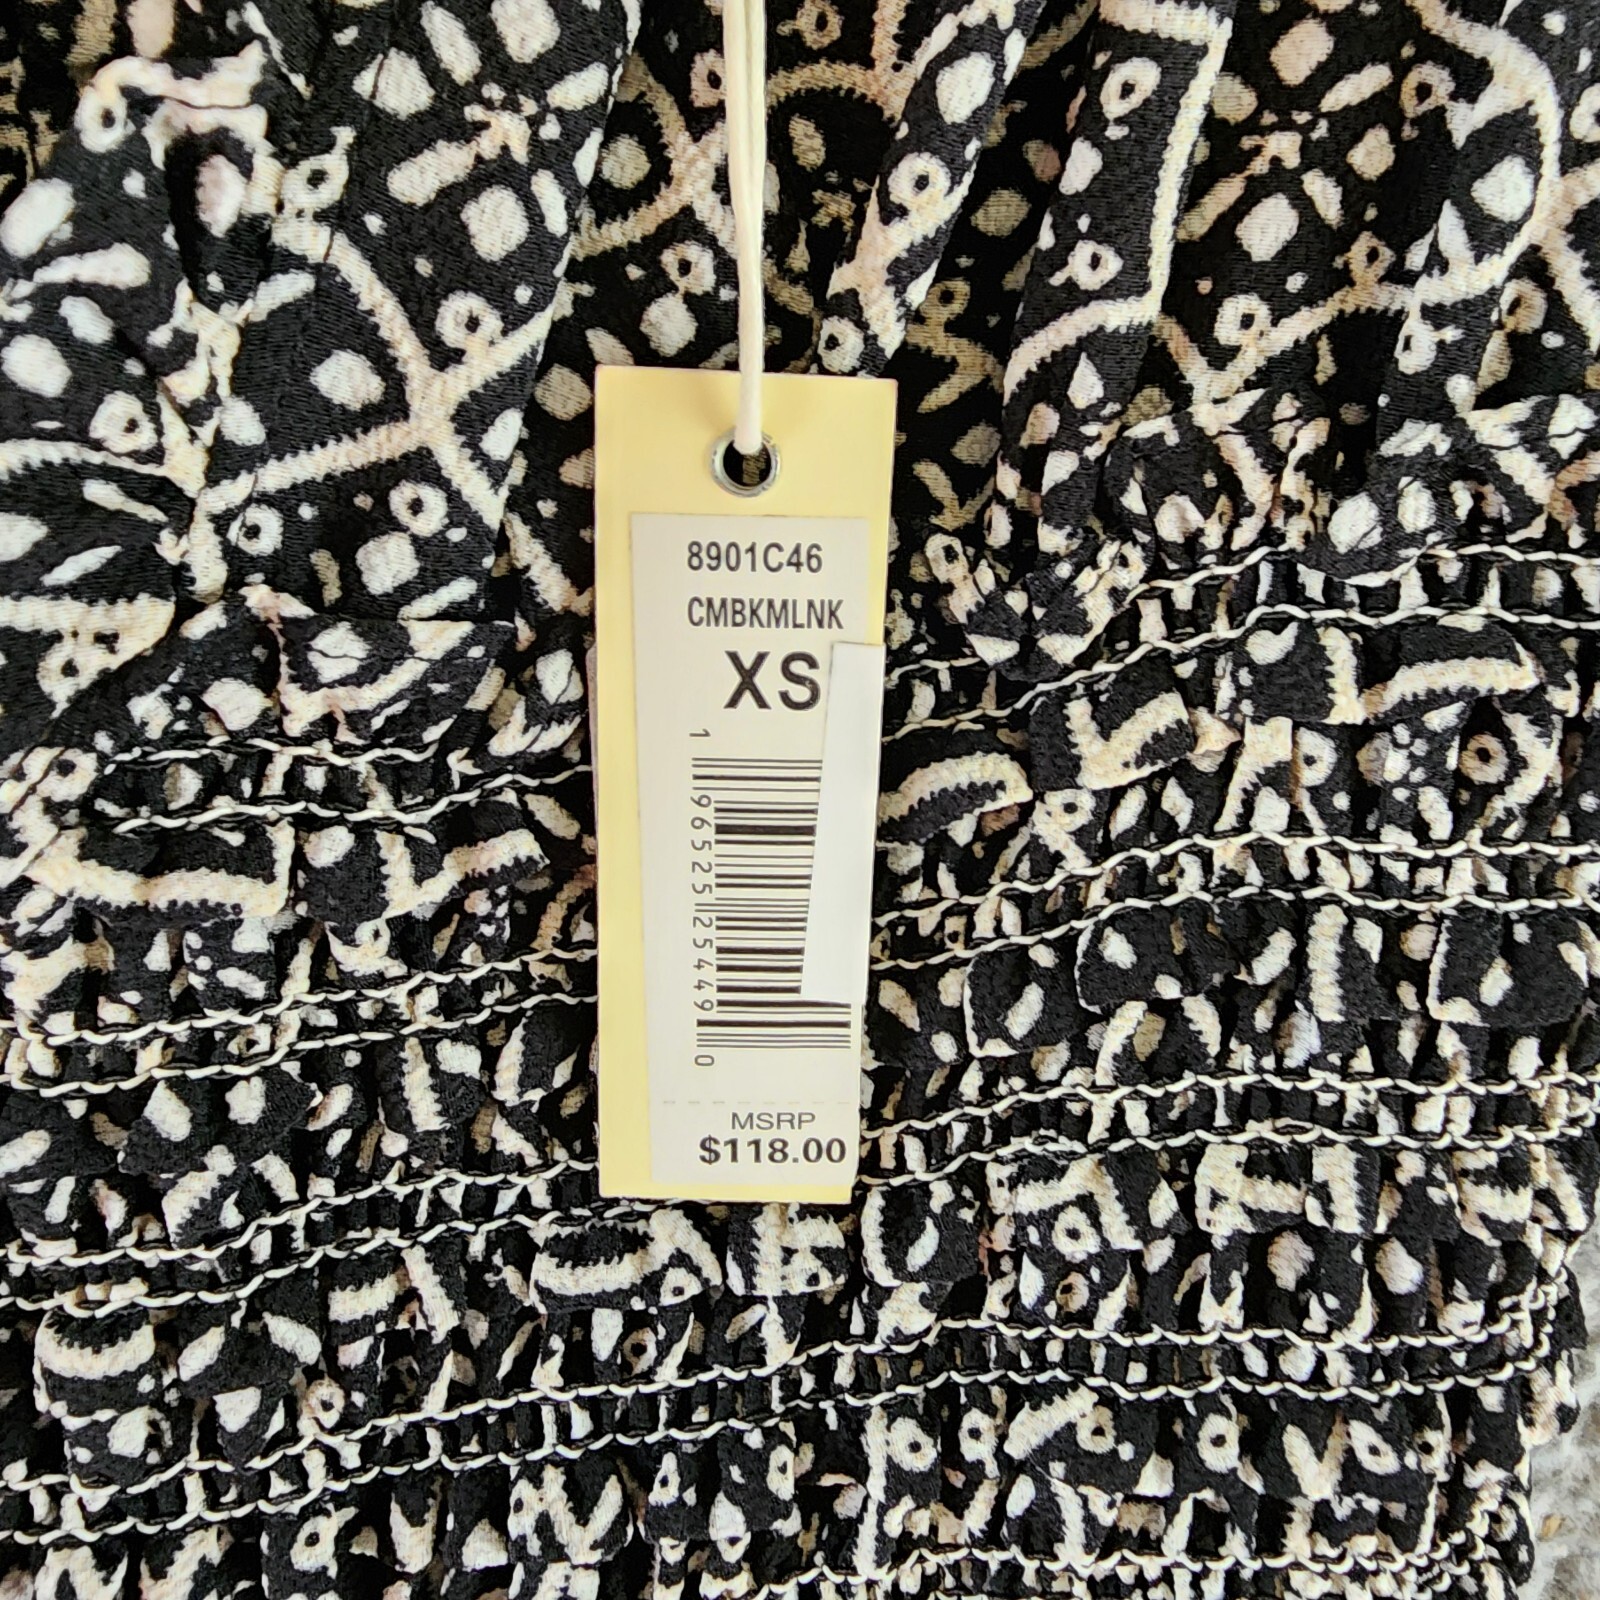 8901C46
CMBKMLNK
XS
1 96525 25449 0
MSRP
$118.00